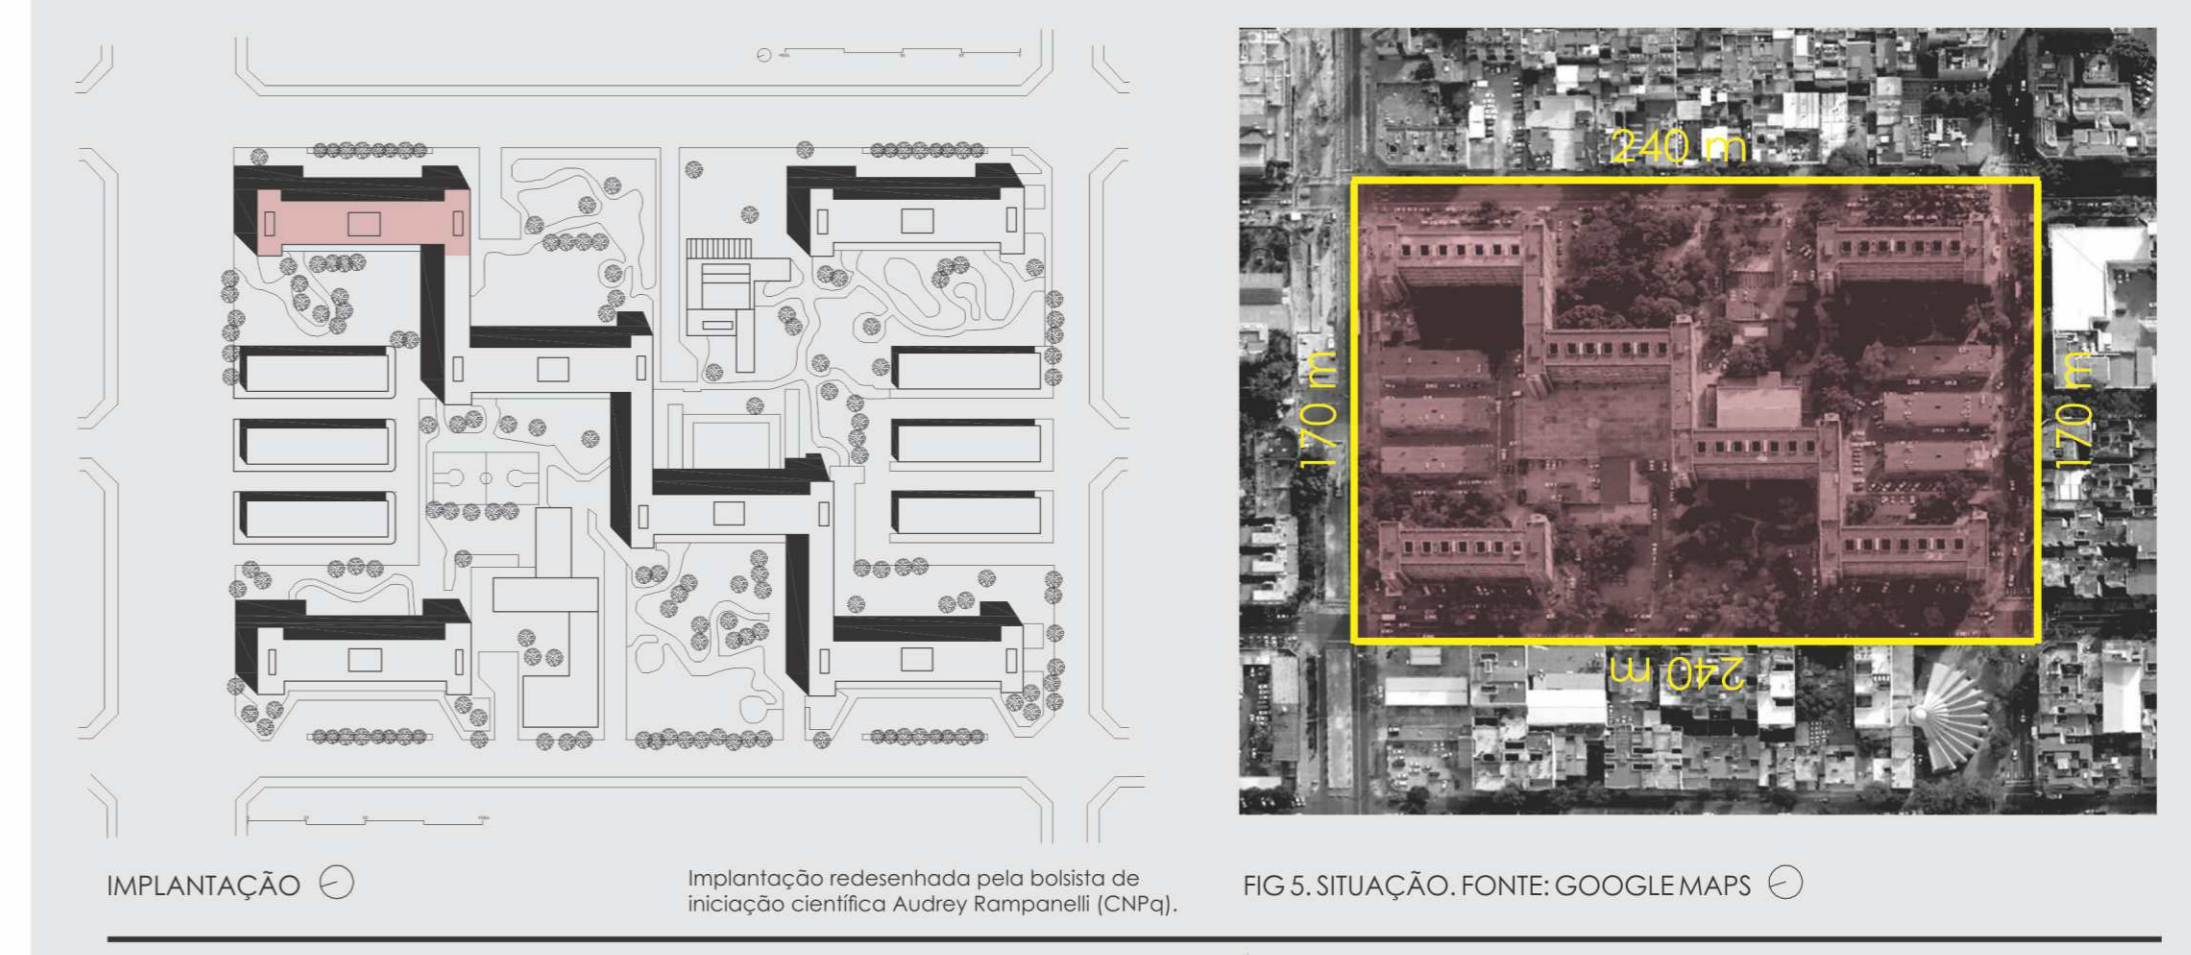 240 m
170 m
170 m
240 m
IMPLANTAÇÃO
Implantação redesenhada pela bolsista de
iniciação científica Audrey Rampanelli (CNPq).
FIG 5. SITUAÇÃO. FONTE: GOOGLE MAPS